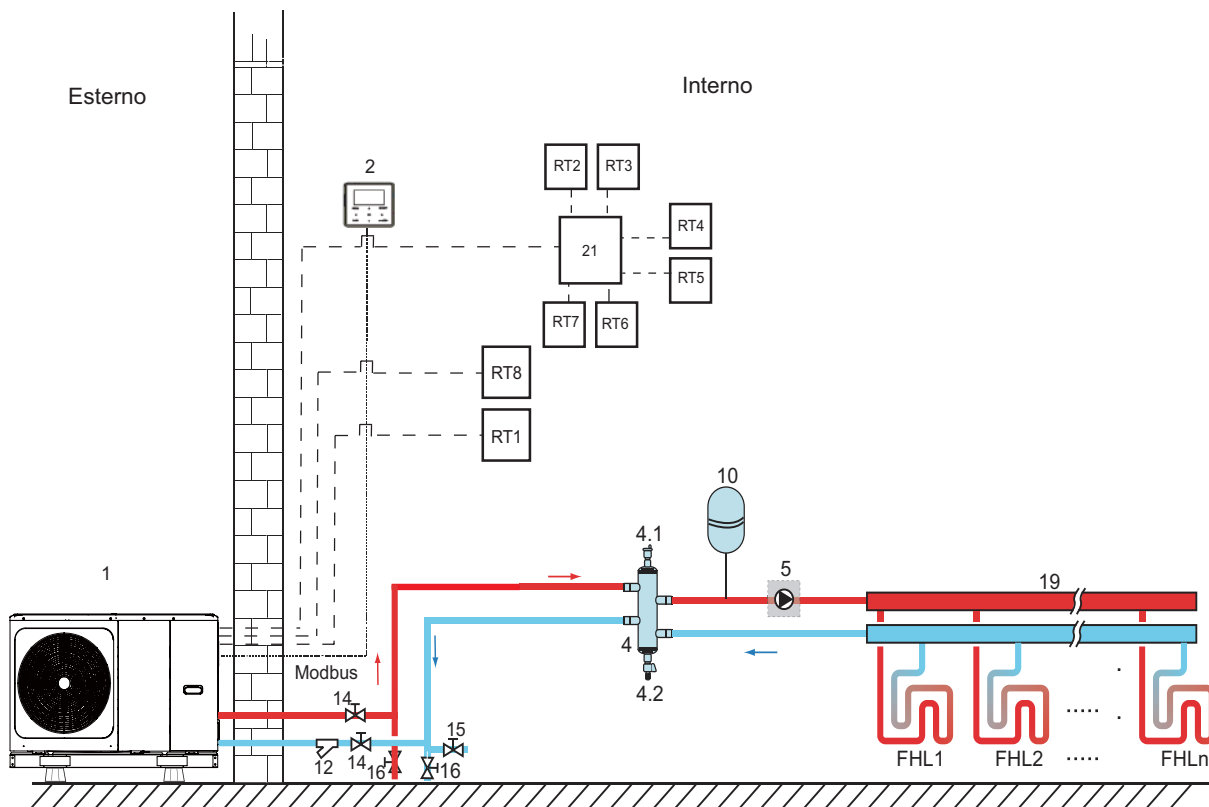 Esterno
Interno
2
RT2
RT3
21
RT4
RT5
RT7
RT6
RT8
RT1
10
4.1
5
19
1
4
4.2
Modbus
14
15
12
14
16
16
FHL1
FHL2
.....
FHLn